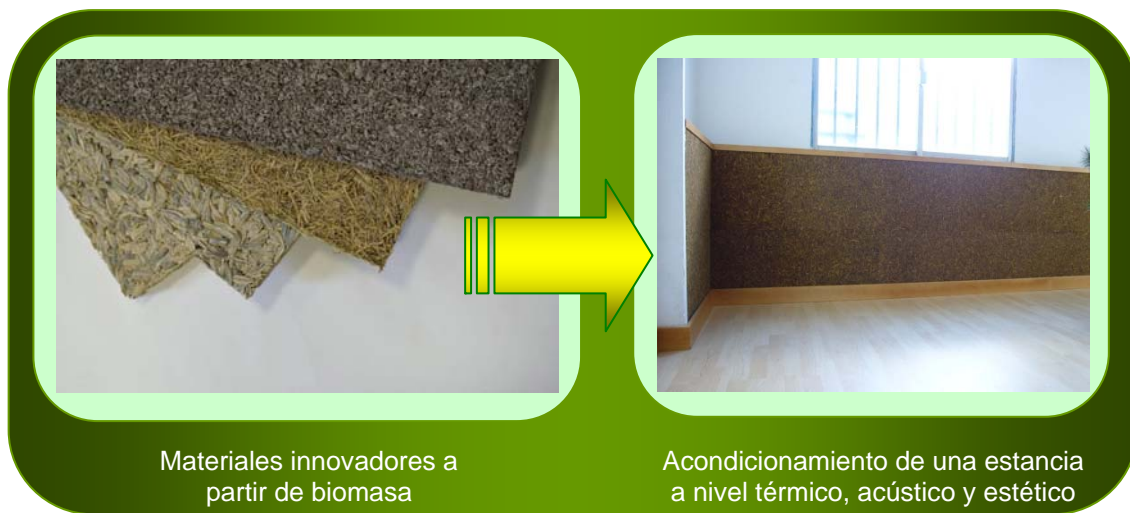 Materiales innovadores a
partir de biomasa
Acondicionamiento de una estancia
a nivel térmico, acústico y estético